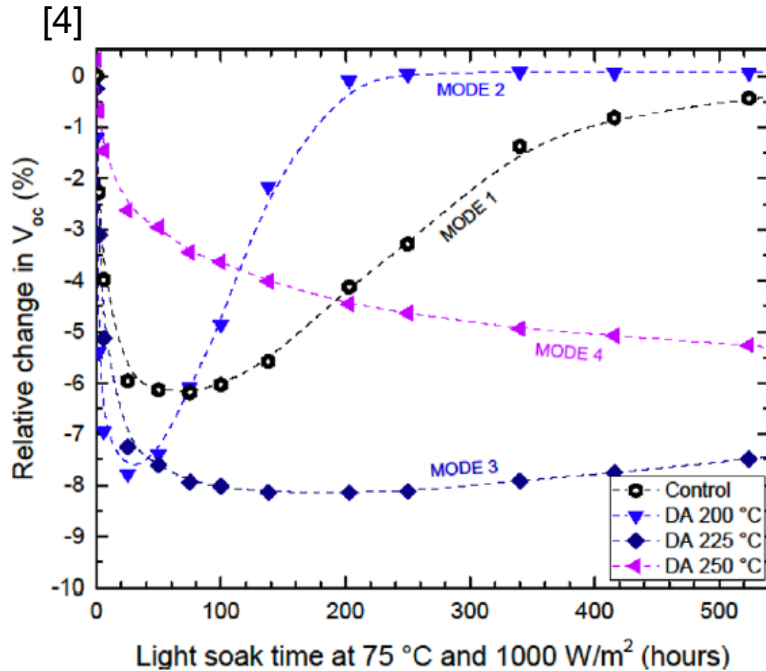 [4]
0
-1
-2
-3
-4
-5
-6
-7
-8
-9
-10
Relative change in Voc (%)
MODE 2
MODE 1
MODE 4
MODE 3
Control
DA 200 °C
DA 225 °C
DA 250 °C
0 100 200 300 400 500
Light soak time at 75 °C and 1000 W/m² (hours)